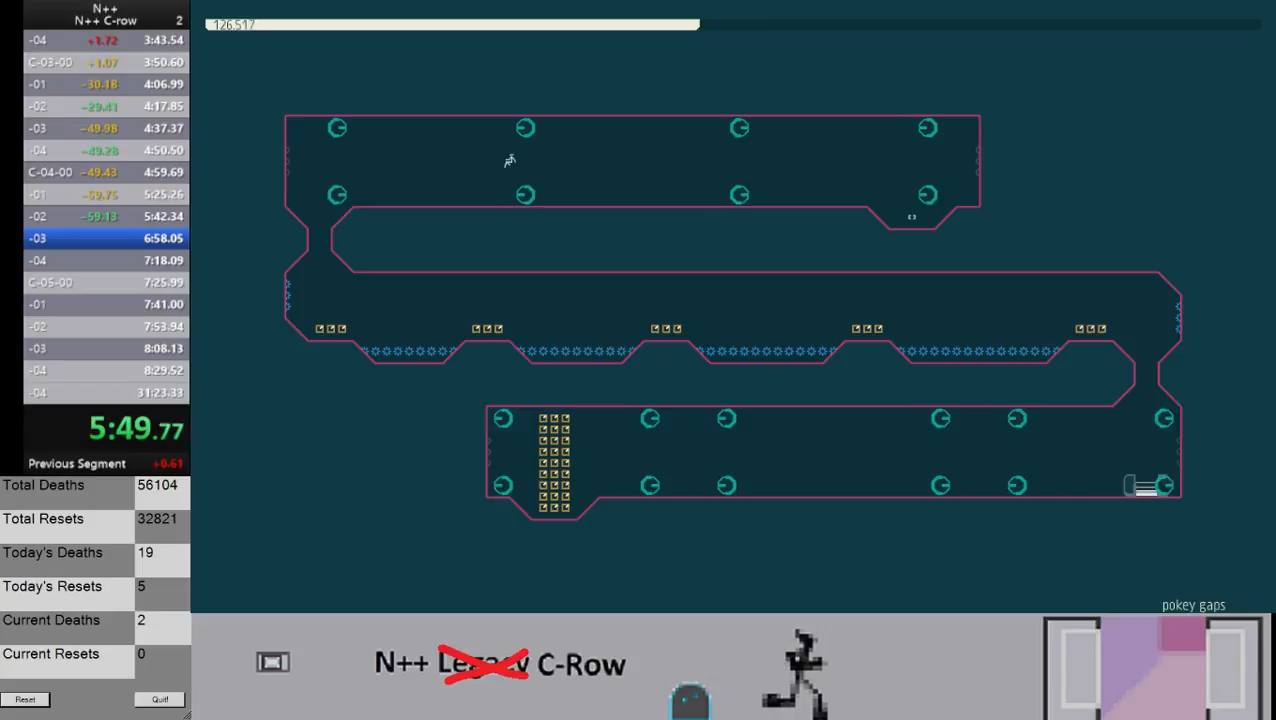 N++
N++ C-row 2
-04 +3.72 3:43.54
C-03-00 +1.07 3:50.60
-01 -30.18 4:06.99
-02 -29.41 4:17.85
-03 -49.98 4:37.37
-04 -49.28 4:50.50
C-04-00 -49.43 4:59.69
-01 -59.75 5:25.26
-02 -59.13 5:42.34
-03 6:58.05
-04 7:18.09
C-05-00 7:25.99
-01 7:41.00
-02 7:53.94
-03 8:08.13
-04 8:29.52
-04 31:23.33
5:49.77
Previous Segment +0.61
Total Deaths 56104
Total Resets 32821
Today's Deaths 19
Today's Resets 5
Current Deaths 2
Current Resets 0
Reset Quit!
126.517
pokey gaps
N++ Legacy C-Row